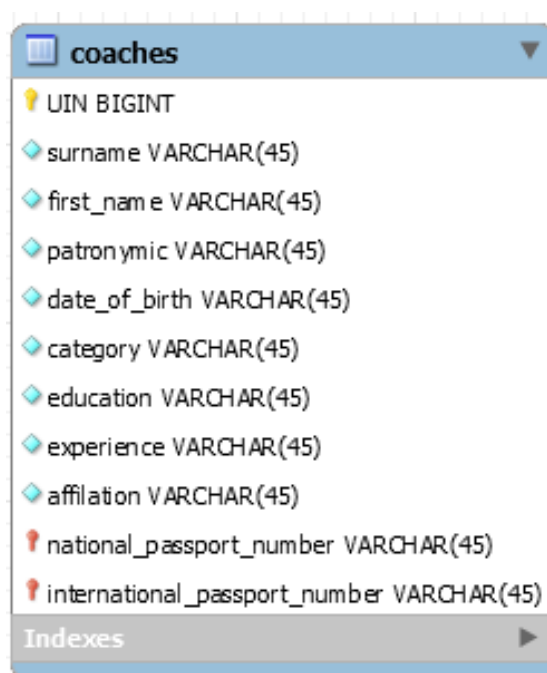 coaches
UIN BIGINT
surname VARCHAR(45)
first_name VARCHAR(45)
patronymic VARCHAR(45)
date_of_birth VARCHAR(45)
category VARCHAR(45)
education VARCHAR(45)
experience VARCHAR(45)
affilation VARCHAR(45)
national_passport_number VARCHAR(45)
international_passport_number VARCHAR(45)
Indexes